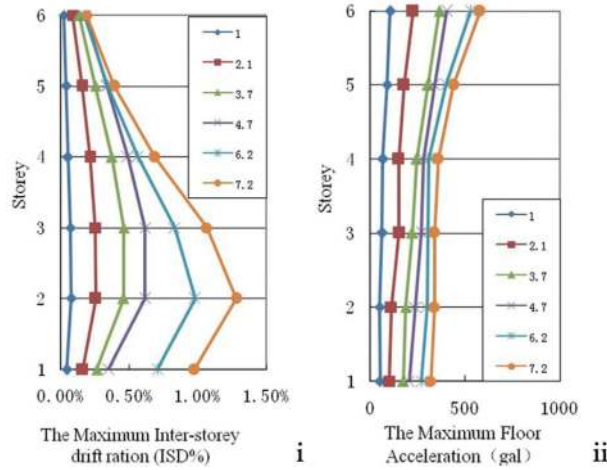 6
5
4
3
2
1
Storey
1
2.1
3.7
4.7
6.2
7.2
0.00% 0.50% 1.00% 1.50%
The Maximum Inter-storey
drift ration (ISD%)
i
6
5
4
3
2
1
Storey
1
2.1
3.7
4.7
6.2
7.2
0 500 1000
The Maximum Floor
Acceleration（gal）
ii